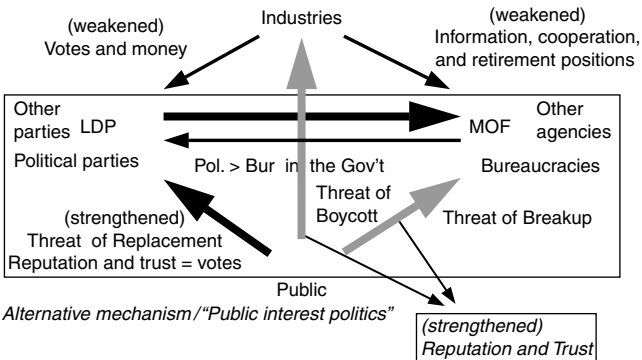 Industries
(weakened)
Votes and money
(weakened)
Information, cooperation,
and retirement positions
Other
parties LDP
Political parties
MOF Other
agencies
Bureaucracies
Pol. > Bur in the Gov't
Threat of
Boycott
Threat of Breakup
(strengthened)
Threat of Replacement
Reputation and trust = votes
Public
Alternative mechanism/“Public interest politics”
(strengthened)
Reputation and Trust